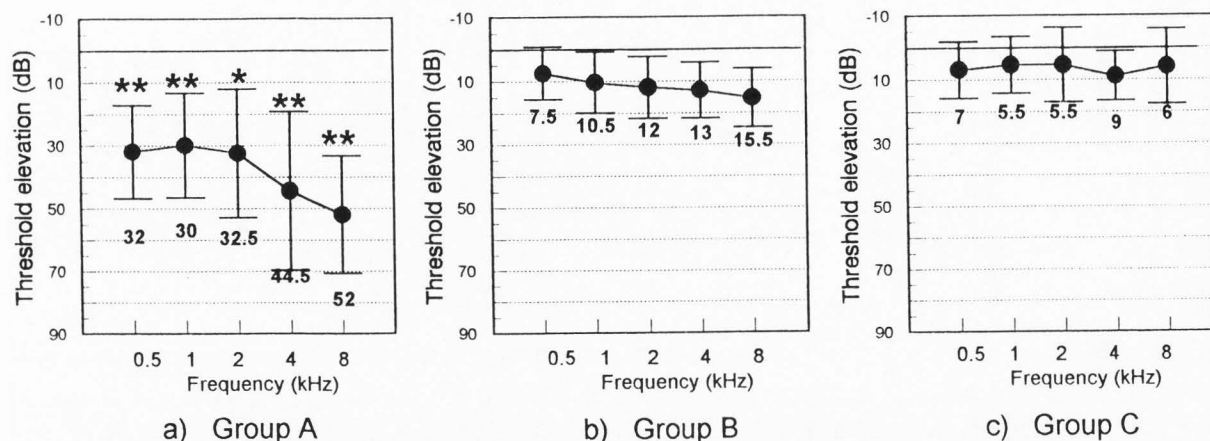 -10
10
30
50
70
90
Threshold elevation (dB)
** ** * ** **
32 30 32.5 44.5 52
0.5 1 2 4 8
Frequency (kHz)
a) Group A
-10
10
30
50
70
90
Threshold elevation (dB)
7.5 10.5 12 13 15.5
0.5 1 2 4 8
Frequency (kHz)
b) Group B
-10
10
30
50
70
90
Threshold elevation (dB)
7 5.5 5.5 9 6
0.5 1 2 4 8
Frequency (kHz)
c) Group C